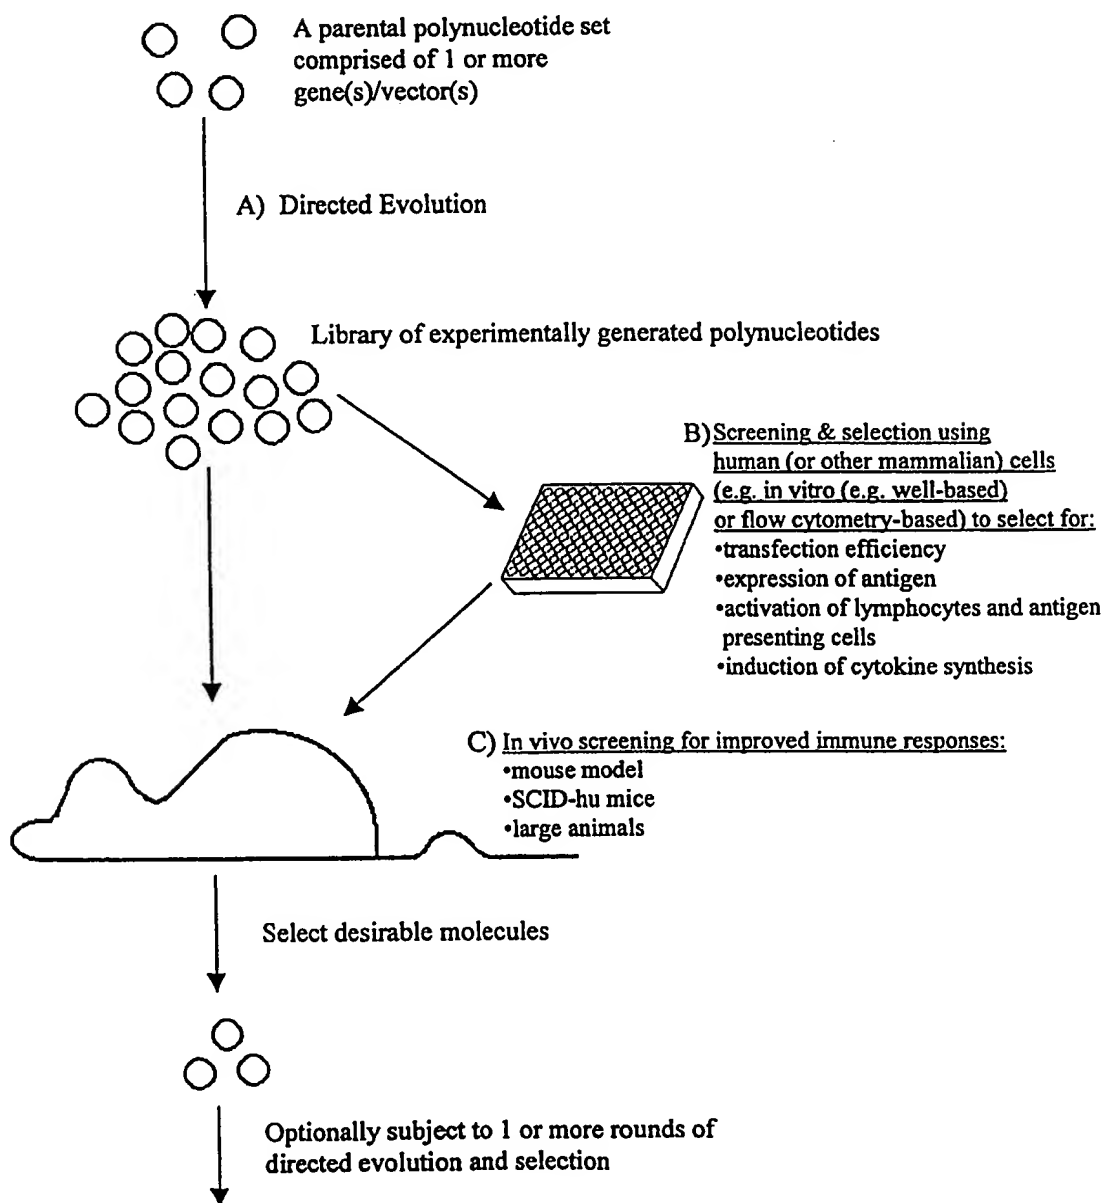 A parental polynucleotide set
comprised of 1 or more
gene(s)/vector(s)
A) Directed Evolution
Library of experimentally generated polynucleotides
B) Screening & selection using
human (or other mammalian) cells
(e.g. in vitro (e.g. well-based)
or flow cytometry-based) to select for:
•transfection efficiency
•expression of antigen
•activation of lymphocytes and antigen
presenting cells
•induction of cytokine synthesis
C) In vivo screening for improved immune responses:
•mouse model
•SCID-hu mice
•large animals
Select desirable molecules
Optionally subject to 1 or more rounds of
directed evolution and selection